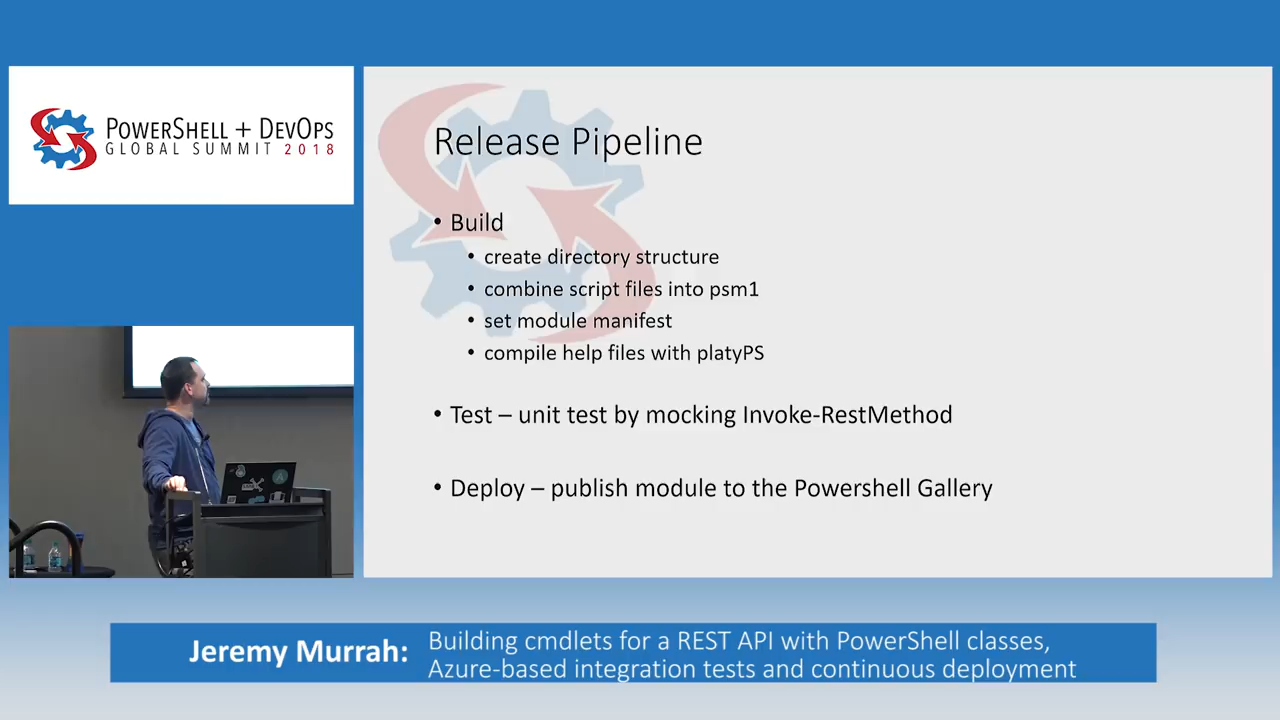 POWERSHELL + DEVOPS
GLOBAL SUMMIT 2018
Release Pipeline
• Build
• create directory structure
• combine script files into psm1
• set module manifest
• compile help files with platyPS
• Test – unit test by mocking Invoke-RestMethod
• Deploy – publish module to the Powershell Gallery
Jeremy Murrah:
Building cmdlets for a REST API with PowerShell classes,
Azure-based integration tests and continuous deployment